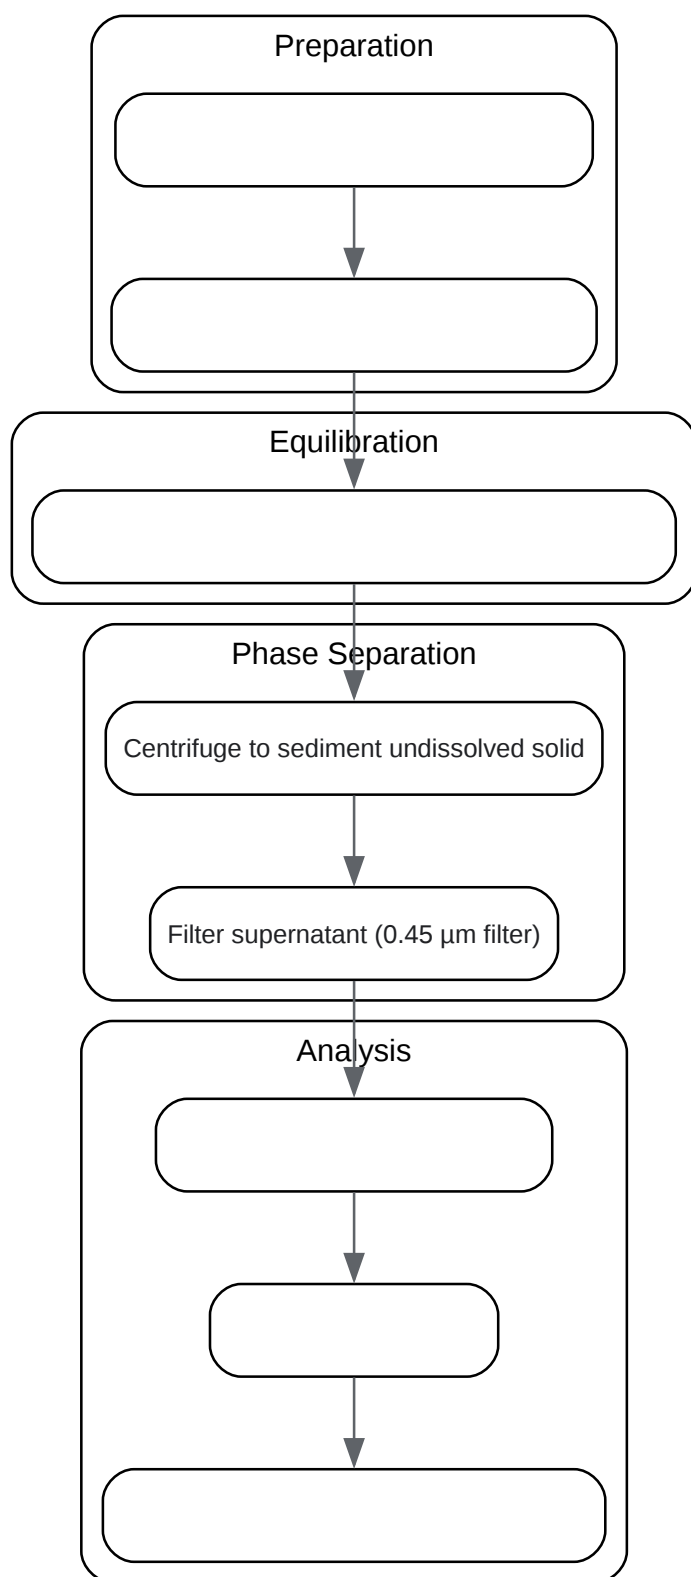 Preparation
Equilibration
Phase Separation
Centrifuge to sediment undissolved solid
Filter supernatant (0.45 µm filter)
Analysis